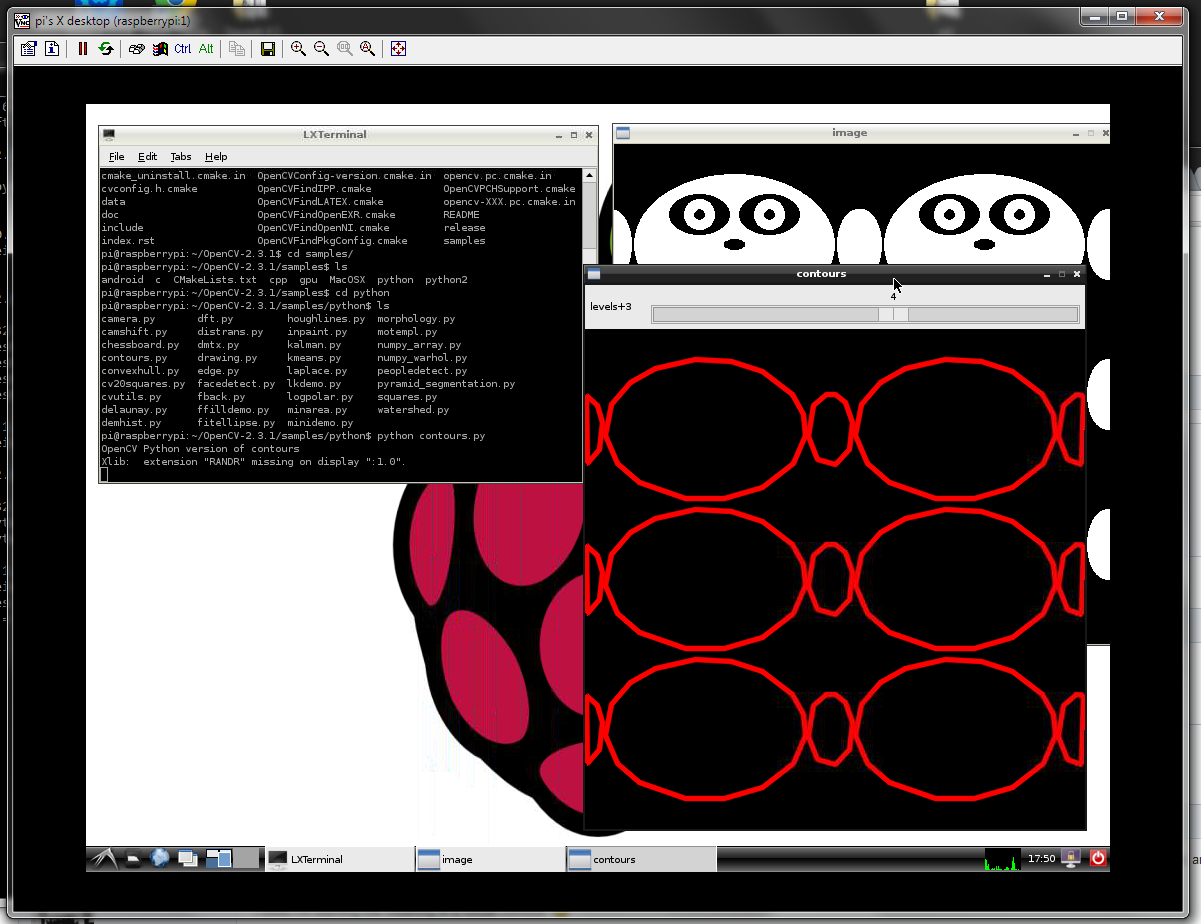 pi's X desktop (raspberrypi:1)
Ctrl Alt
LXTerminal
File Edit Tabs Help
cmake_uninstall.cmake.in OpenCVConfig-version.cmake.in opencv.pc.cmake.in
cvconfig.h.cmake OpenCVFindIPP.cmake OpenCVPCHSupport.cmake
data OpenCVFindLATEX.cmake opencv-XXX.pc.cmake.in
doc OpenCVFindOpenEXR.cmake README
include OpenCVFindOpenNI.cmake release
index.rst OpenCVFindPkgConfig.cmake samples
pi@raspberrypi:~/OpenCV-2.3.1$ cd samples/
pi@raspberrypi:~/OpenCV-2.3.1/samples$ ls
android c CMakeLists.txt cpp gpu MacOSX python python2
pi@raspberrypi:~/OpenCV-2.3.1/samples$ cd python
pi@raspberrypi:~/OpenCV-2.3.1/samples/python$ ls
camera.py dft.py houghlines.py morphology.py
camshift.py distrans.py inpaint.py motempl.py
chessboard.py dmtx.py kalman.py numpy_array.py
contours.py drawing.py kmeans.py numpy_warhol.py
convexhull.py edge.py laplace.py peopledetect.py
cv20squares.py facedetect.py lkdemo.py pyramid_segmentation.py
cvutils.py fback.py logpolar.py squares.py
delaunay.py ffilldemo.py minarea.py watershed.py
demhist.py fitellipse.py minidemo.py
pi@raspberrypi:~/OpenCV-2.3.1/samples/python$ python contours.py
OpenCV Python version of contours
Xlib: extension "RANDR" missing on display ":1.0".
image
contours
4
levels+3
LXTerminal
image
contours
17:50